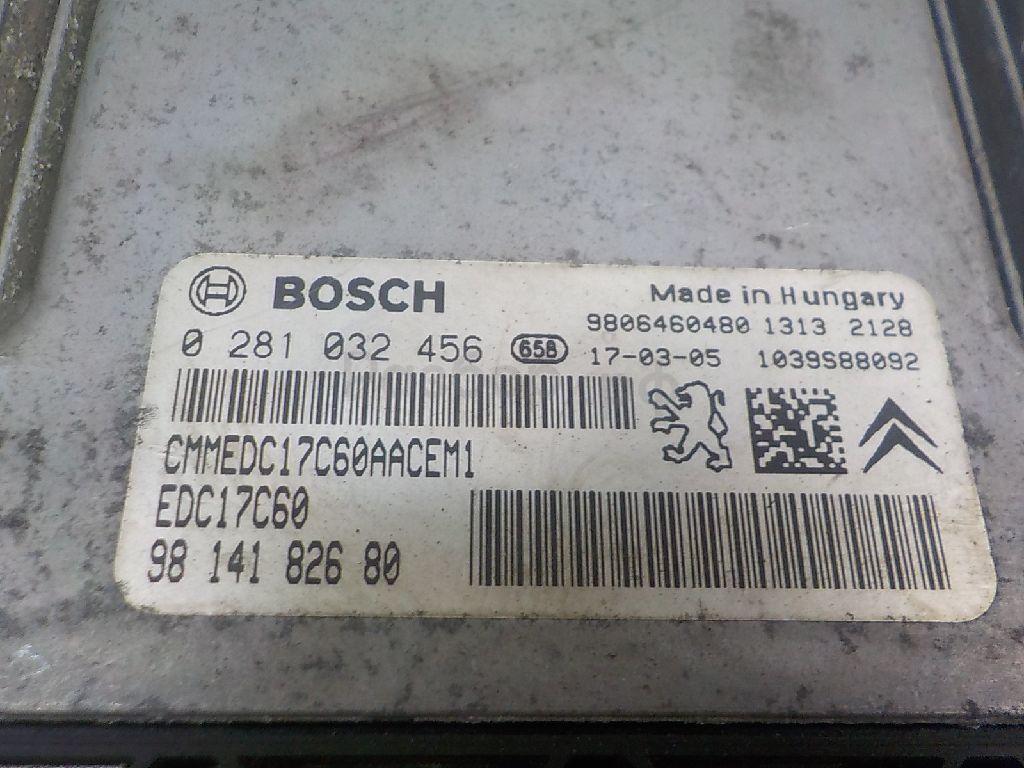 BOSCH
Made in Hungary
9806460480 1313 2128
0 281 032 456 658 17-03-05 1039S88092
CMMEDC17C60AACEM1
EDC17C60
98 141 826 80